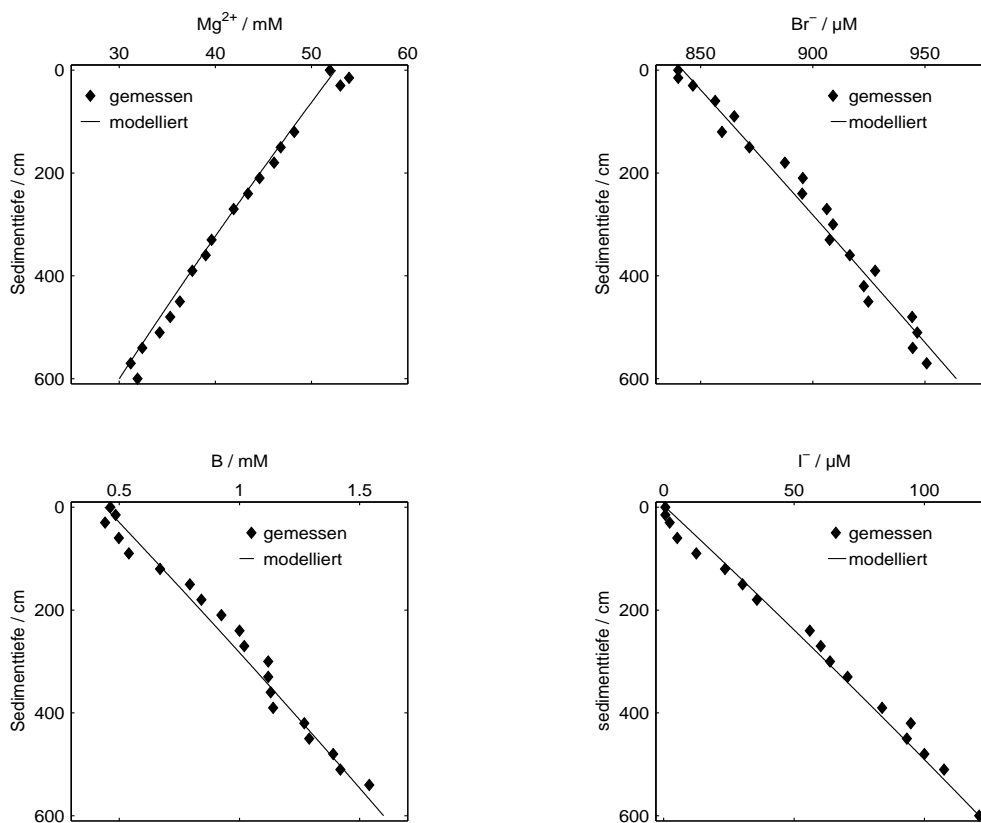 Mg²⁺ / mM
30 40 50 60
0
200
400
600
Sedimenttiefe / cm
gemessen
modelliert
Br⁻ / µM
850 900 950
0
200
400
600
Sedimenttiefe / cm
gemessen
modelliert
B / mM
0.5 1 1.5
0
200
400
600
Sedimenttiefe / cm
gemessen
modelliert
I⁻ / µM
0 50 100
0
200
400
600
sedimenttiefe / cm
gemessen
modelliert